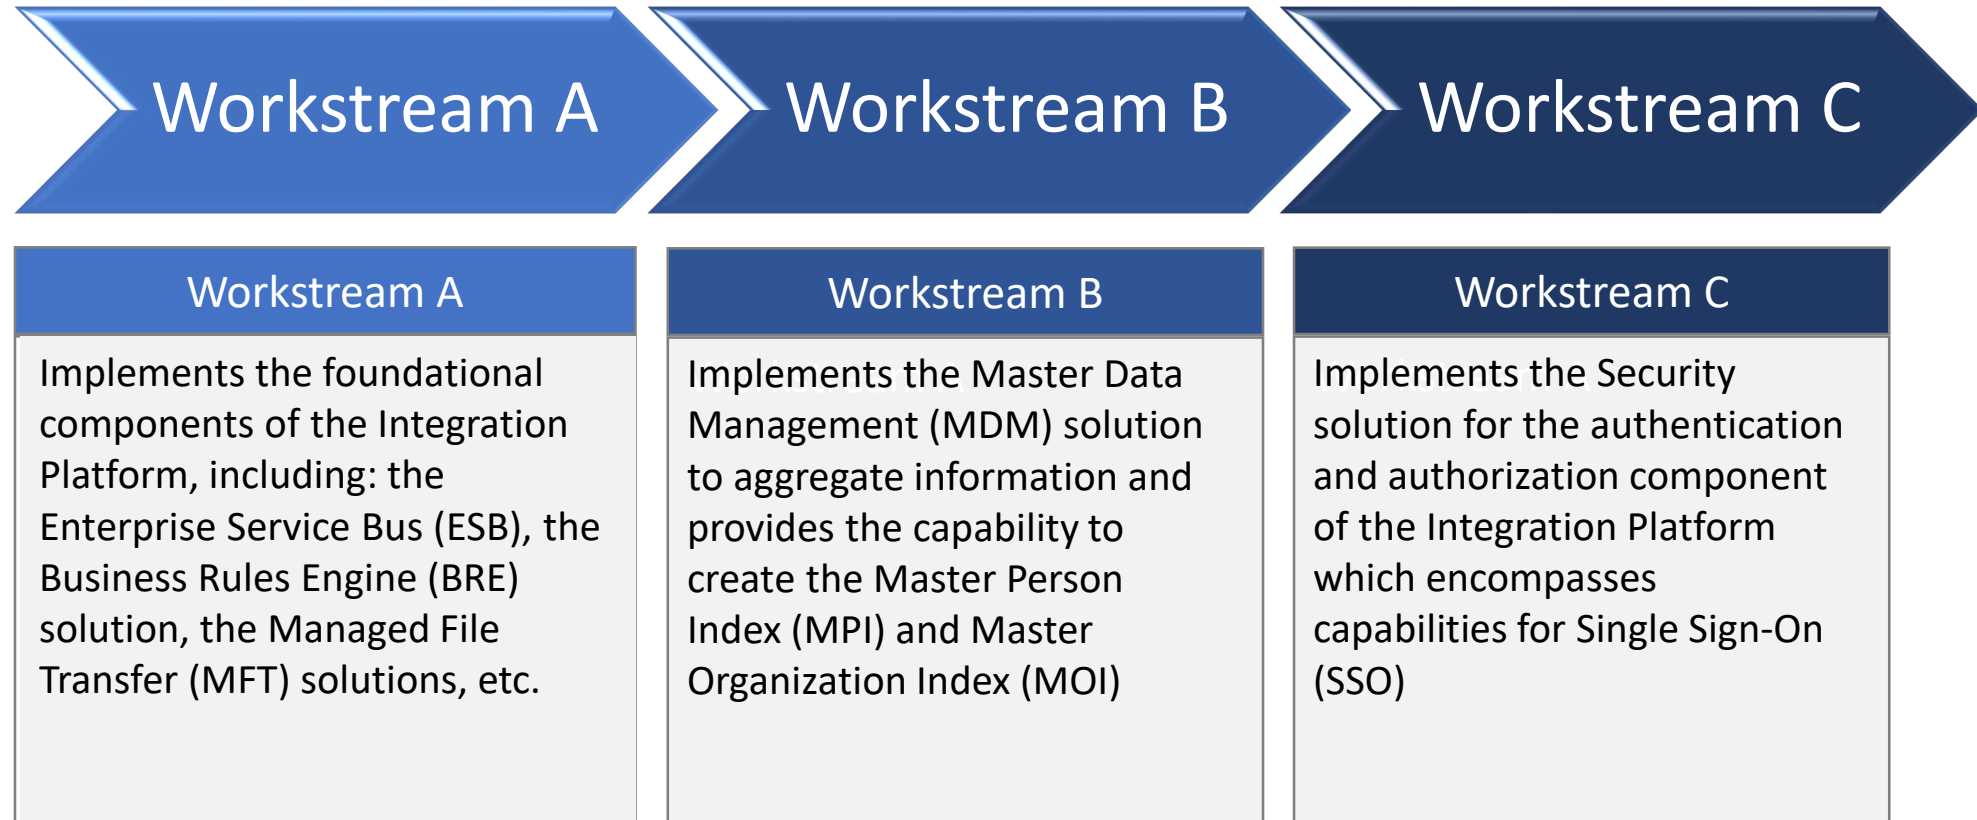 Workstream A
Workstream B
Workstream C
Workstream A
Implements the foundational
components of the Integration
Platform, including: the
Enterprise Service Bus (ESB), the
Business Rules Engine (BRE)
solution, the Managed File
Transfer (MFT) solutions, etc.
Workstream B
Implements the Master Data
Management (MDM) solution
to aggregate information and
provides the capability to
create the Master Person
Index (MPI) and Master
Organization Index (MOI)
Workstream C
Implements the Security
solution for the authentication
and authorization component
of the Integration Platform
which encompasses
capabilities for Single Sign-On
(SSO)